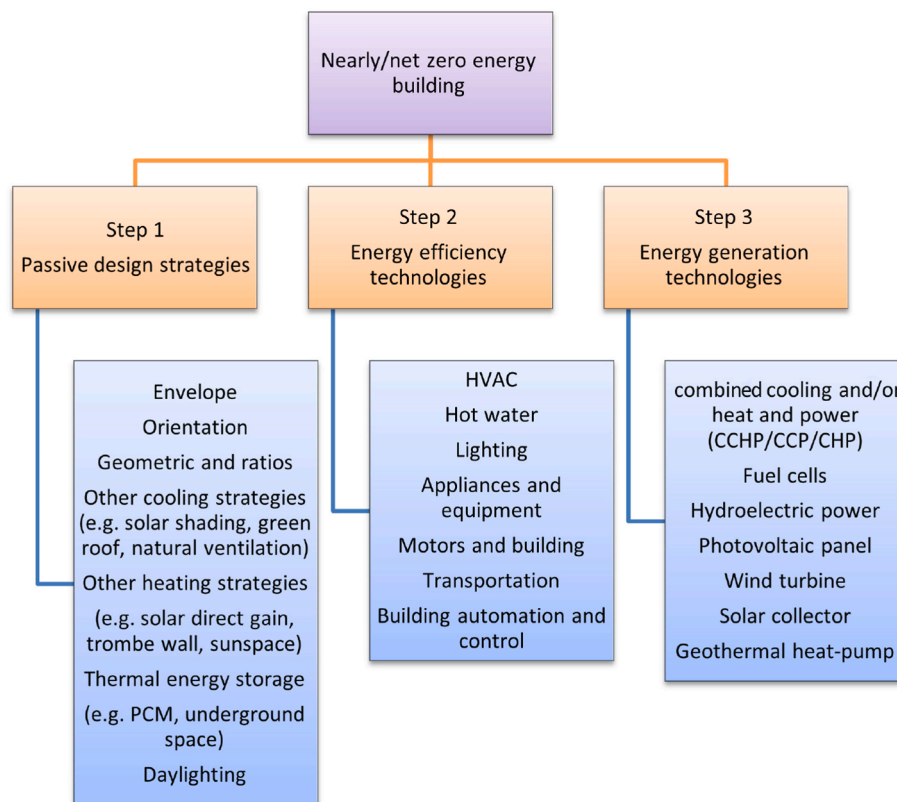 Nearly/net zero energy
building
Step 1
Passive design strategies
Step 2
Energy efficiency
technologies
Step 3
Energy generation
technologies
Envelope
Orientation
Geometric and ratios
Other cooling strategies
(e.g. solar shading, green
roof, natural ventilation)
Other heating strategies
(e.g. solar direct gain,
trombe wall, sunspace)
Thermal energy storage
(e.g. PCM, underground
space)
Daylighting
HVAC
Hot water
Lighting
Appliances and
equipment
Motors and building
Transportation
Building automation and
control
combined cooling and/or
heat and power
(CCHP/CCP/CHP)
Fuel cells
Hydroelectric power
Photovoltaic panel
Wind turbine
Solar collector
Geothermal heat-pump